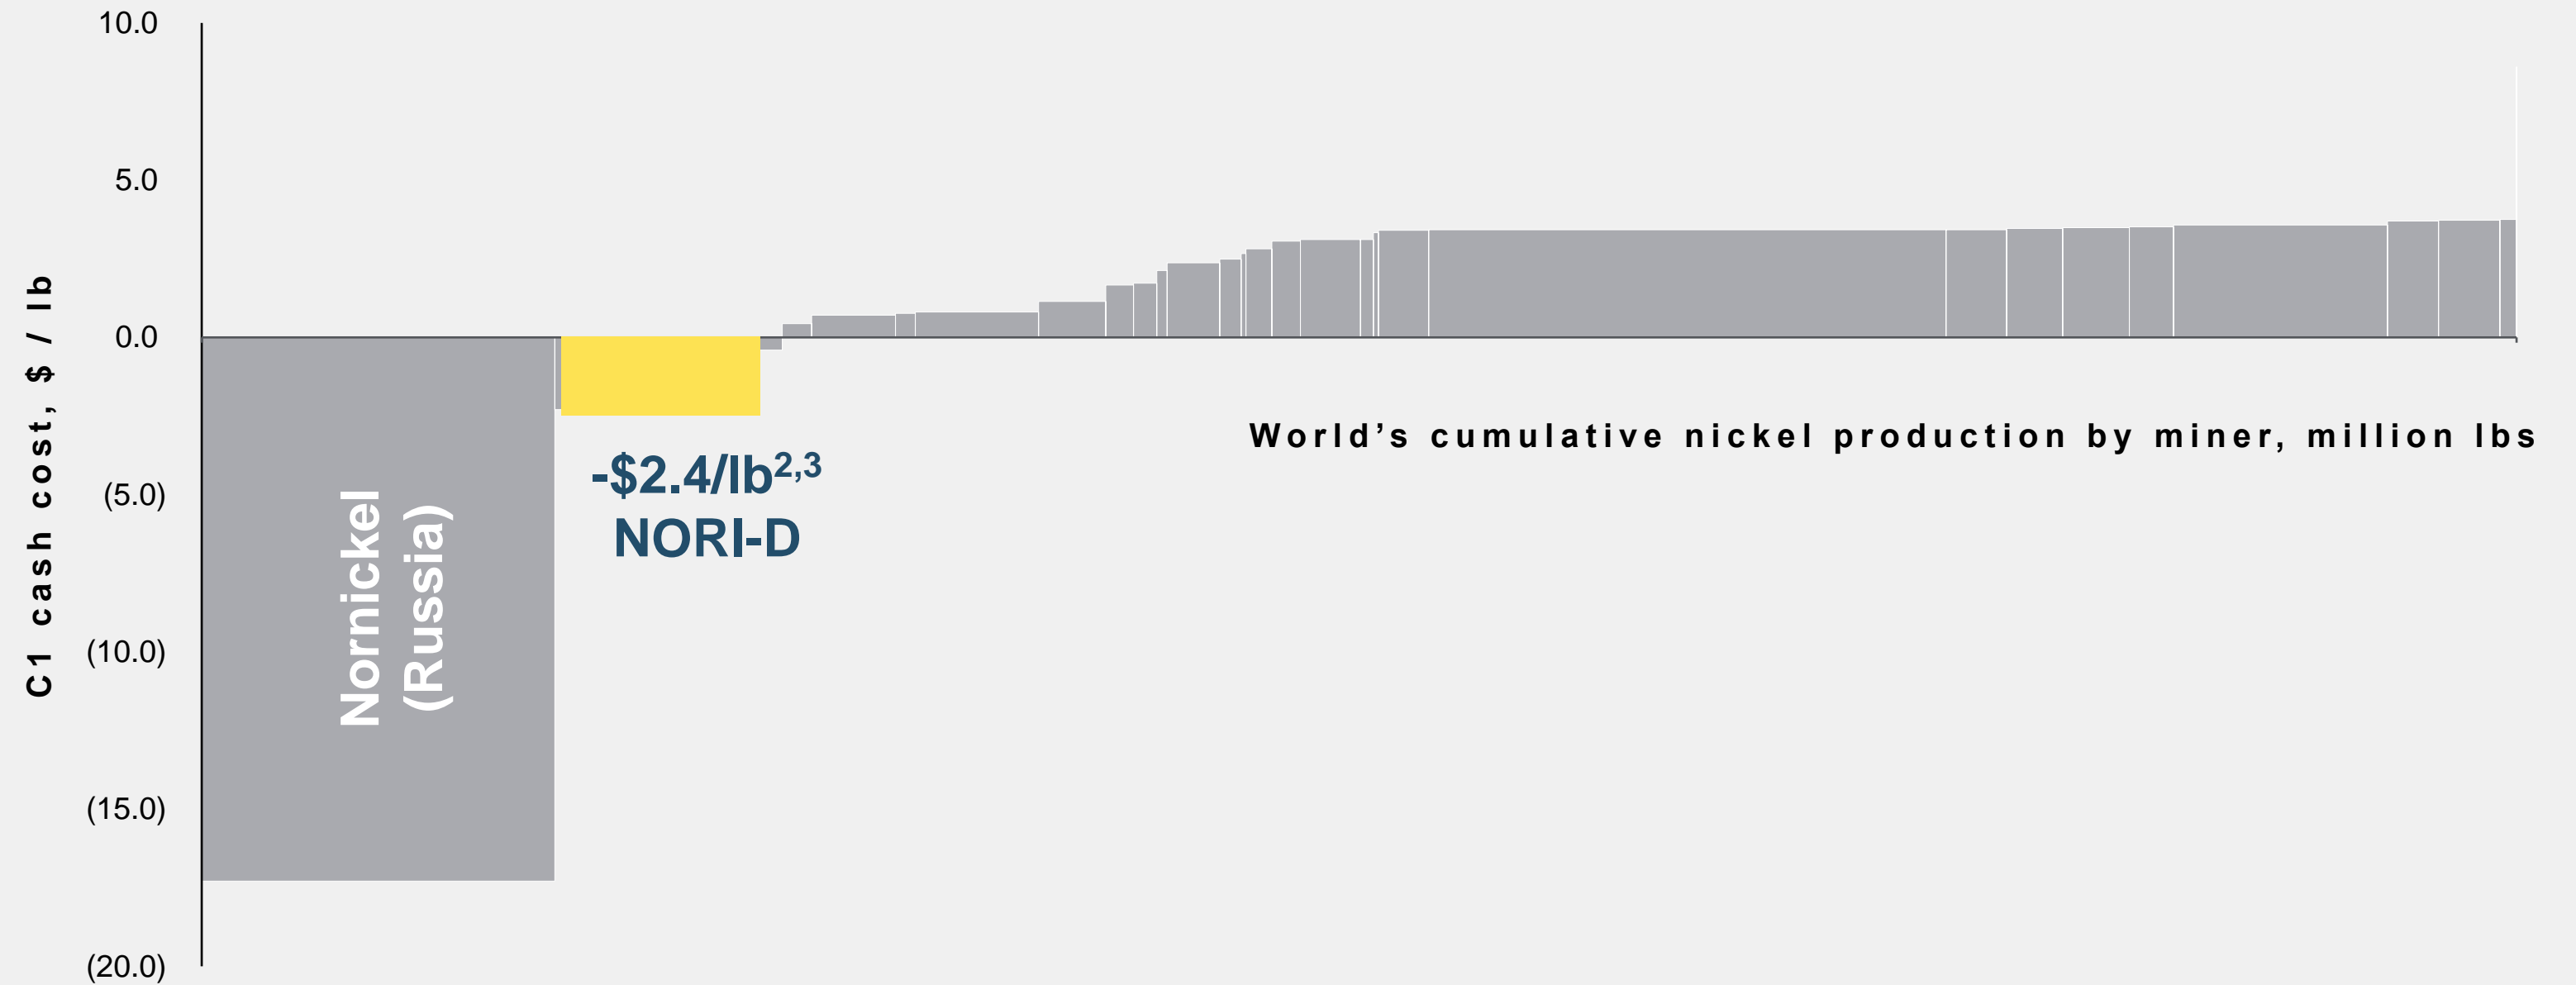 C1 cash cost, $ / lb
10.0
5.0
0.0
(5.0)
(10.0)
(15.0)
(20.0)
Nornickel
(Russia)
-$2.4/lb2,3
NORI-D
World’s cumulative nickel production by miner, million lbs